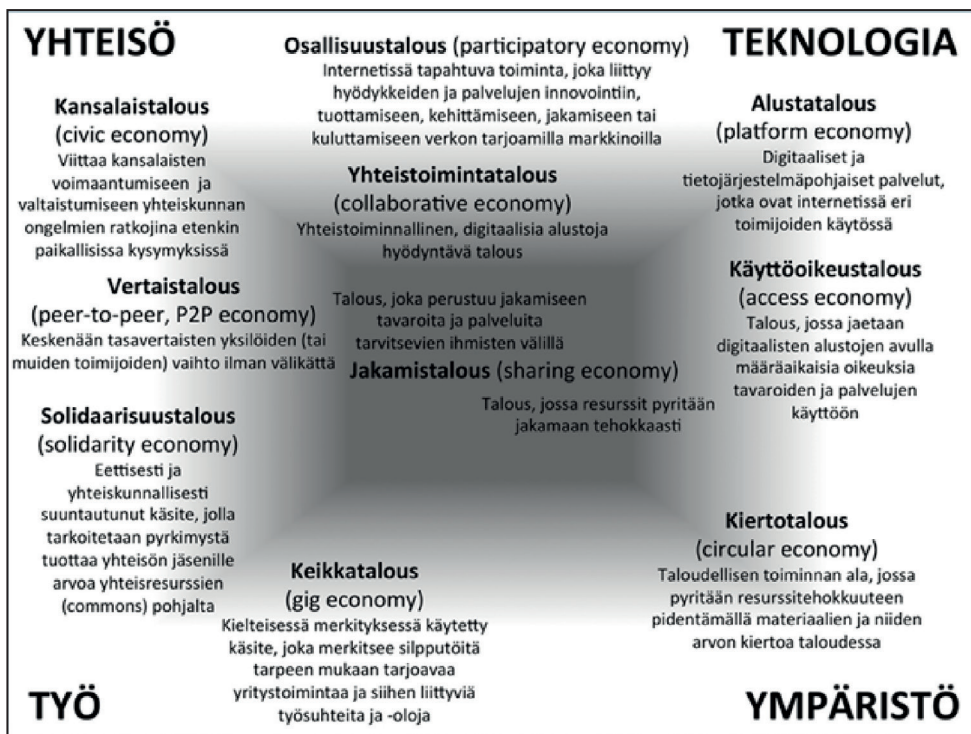 YHTEISÖ
TEKNOLOGIA
Osallisuustalous (participatory economy)
Internetissä tapahtuva toiminta, joka liittyy
hyödykkeiden ja palvelujen innovointiin,
tuottamiseen, kehittämiseen, jakamiseen tai
kuluttamiseen verkon tarjoamilla markkinoilla
Kansalaistalous
(civic economy)
Viittaa kansalaisten
voimaantumiseen ja
valtaistumiseen yhteiskunnan
ongelmien ratkojina etenkin
paikallisissa kysymyksissä
Alustatalous
(platform economy)
Digitaaliset ja
tietojärjestelmäpohjaiset palvelut,
jotka ovat internetissä eri
toimijoiden käytössä
Yhteistoimintatalous
(collaborative economy)
Yhteistoiminnallinen, digitaalisia alustoja
hyödyntävä talous
Vertaistalous
(peer-to-peer, P2P economy)
Keskenään tasavertaisten yksilöiden (tai
muiden toimijoiden) vaihto ilman välikättä
Käyttöoikeustalous
(access economy)
Talous, jossa jaetaan
digitaalisten alustojen avulla
määräaikaisia oikeuksia
tavaroiden ja palvelujen
käyttöön
Talous, joka perustuu jakamiseen
tavaroita ja palveluita
tarvitsevien ihmisten välillä
Jakamistalous (sharing economy)
Talous, jossa resurssit pyritään
jakamaan tehokkaasti
Solidaarisuustalous
(solidarity economy)
Eettisesti ja
yhteiskunnallisesti
suuntautunut käsite, jolla
tarkoitetaan pyrkimystä
tuottaa yhteisön jäsenille
arvoa yhteisresurssien
(commons) pohjalta
Kiertotalous
(circular economy)
Taloudellisen toiminnan ala, jossa
pyritään resurssitehokkuuteen
pidentämällä materiaalien ja niiden
arvon kiertoa taloudessa
Keikkatalous
(gig economy)
Kielteisessä merkityksessä käytetty
käsite, joka merkitsee silpputöitä
tarpeen mukaan tarjoavaa
yritystoimintaa ja siihen liittyviä
työsuhteita ja -oloja
TYÖ
YMPÄRISTÖ